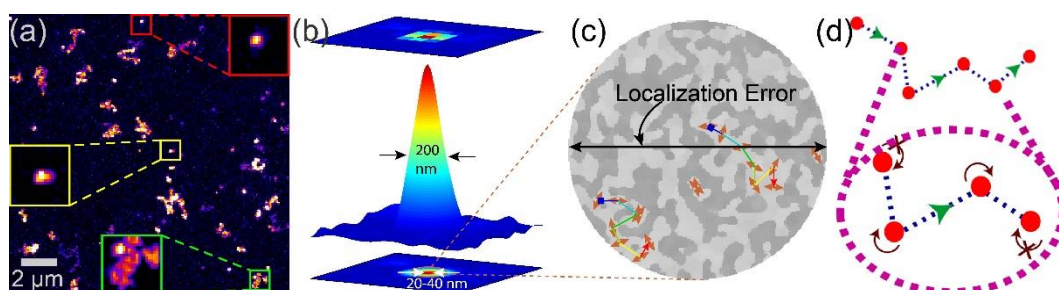 (a)
2 μm
(b)
200
nm
20-40 nm
(c)
Localization Error
(d)